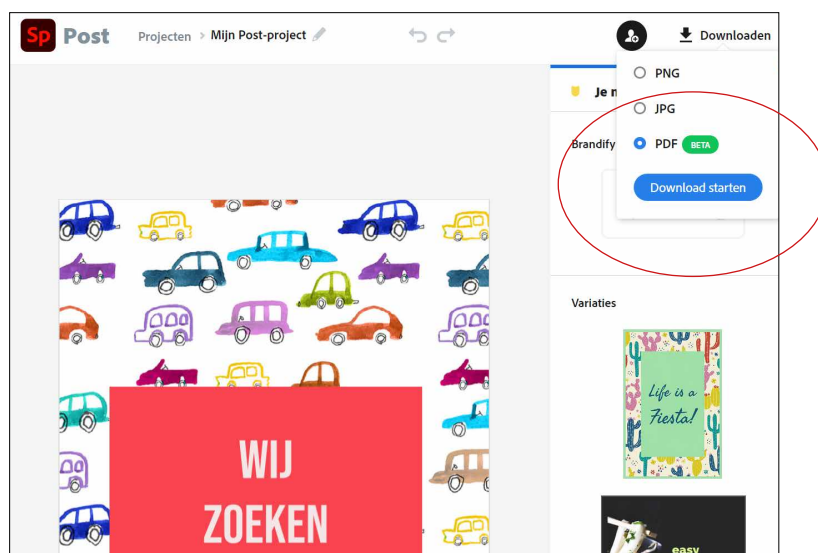 Sp Post Projecten > Mijn Post-project Downloaden
PNG
Je
JPG
Brandify
PDF BETA
Download starten
Variaties
Life is a
Fiesta!
WIJ
ZOEKEN
easy